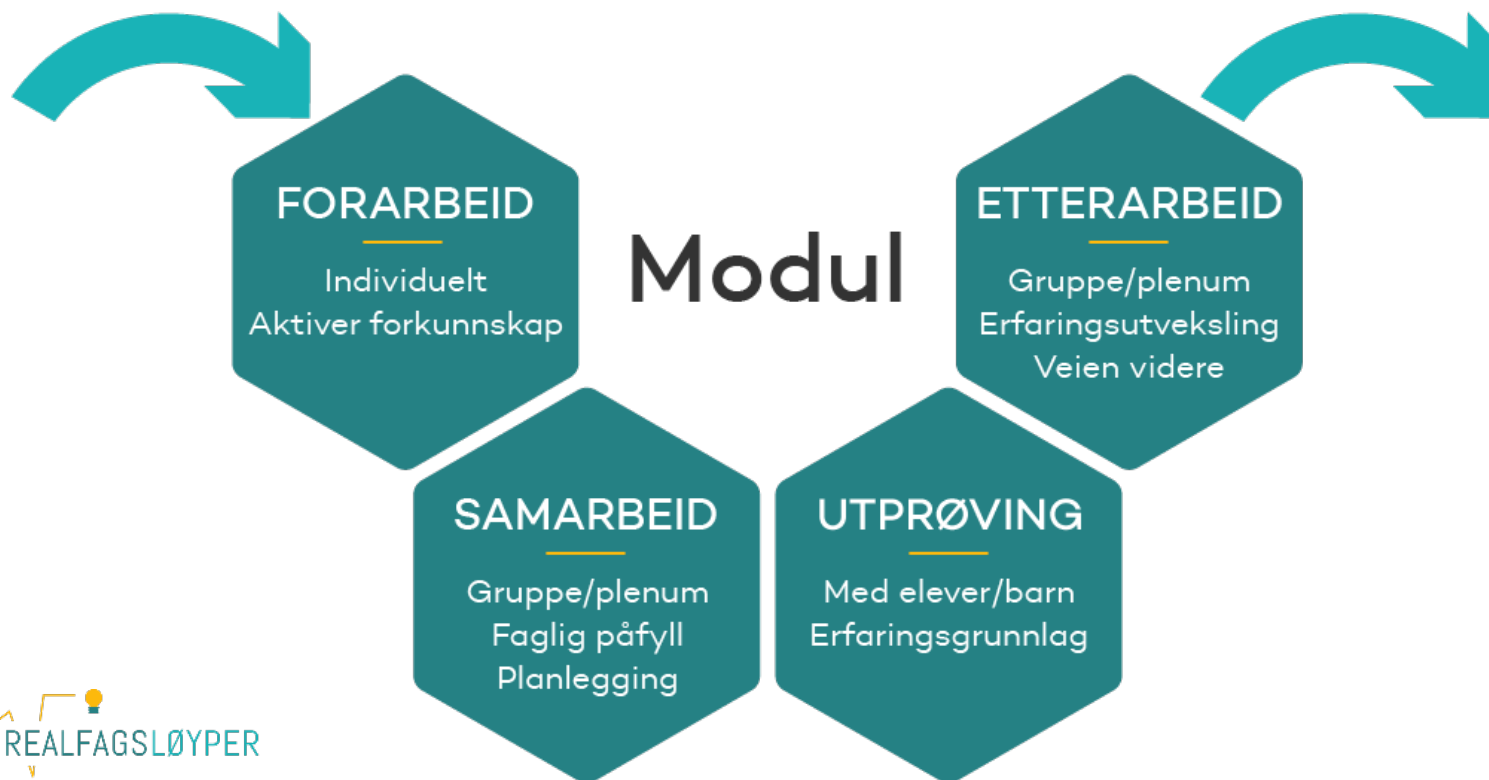 FORARBEID
Individuelt
Aktiver forkunnskap
Modul
ETTERARBEID
Gruppe/plenum
Erfaringsutveksling
Veien videre
SAMARBEID
Gruppe/plenum
Faglig påfyll
Planlegging
UTPRØVING
Med elever/barn
Erfaringsgrunnlag
REALFAGSLØYPER